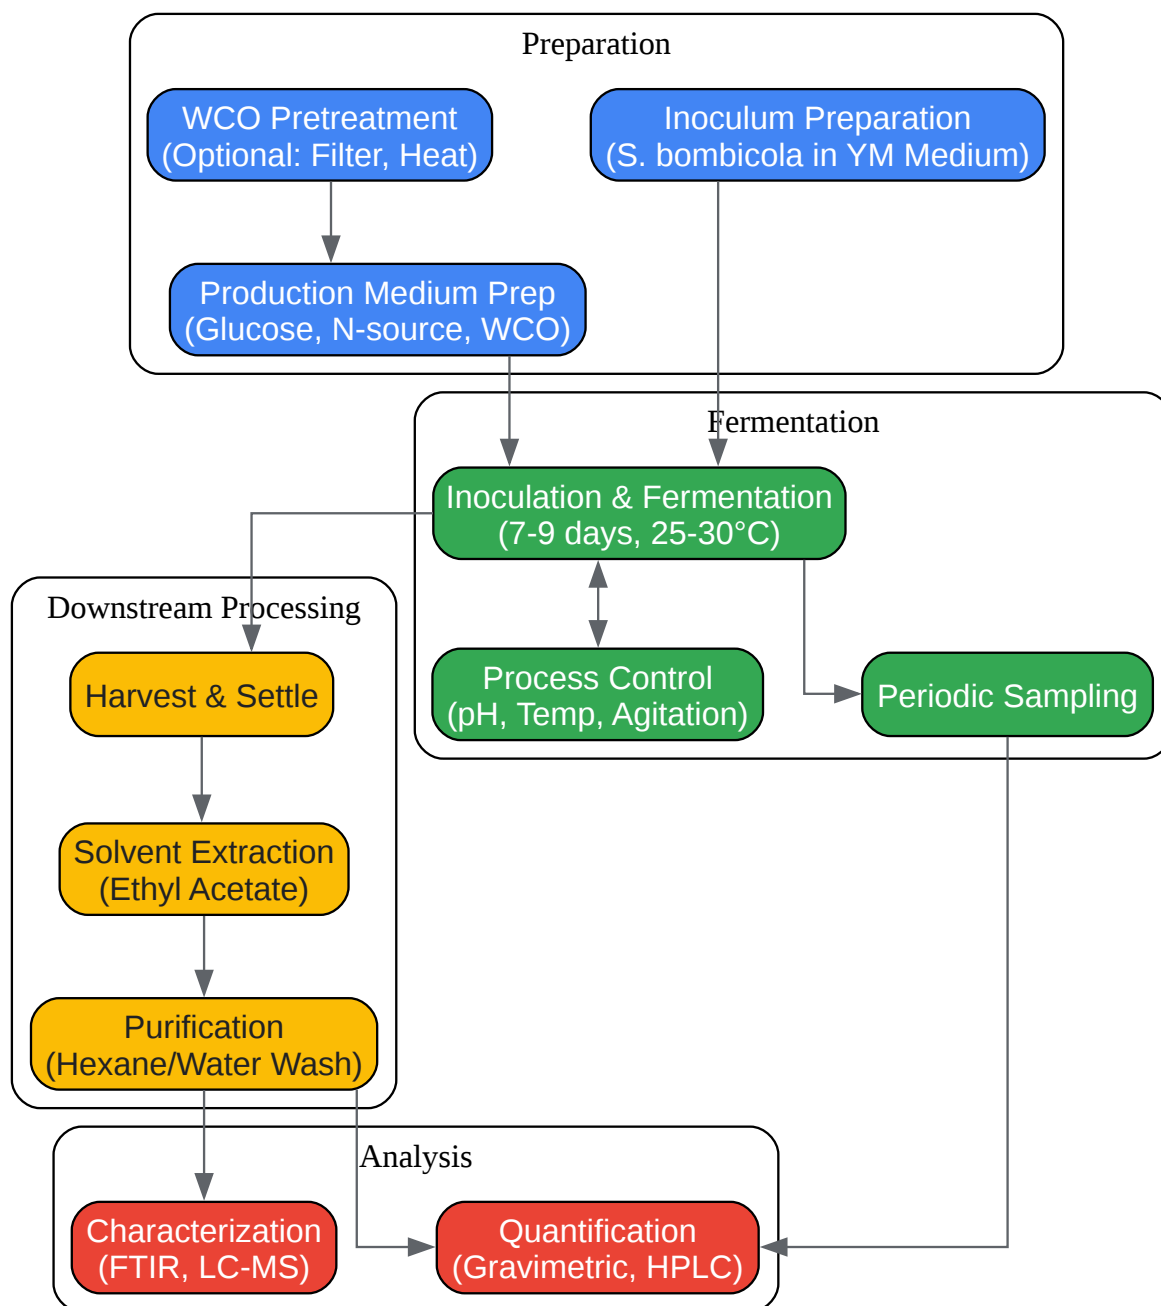 Preparation
WCO Pretreatment
(Optional: Filter, Heat)
Inoculum Preparation
(S. bombicola in YM Medium)
Production Medium Prep
(Glucose, N-source, WCO)
Fermentation
Inoculation & Fermentation
(7-9 days, 25-30°C)
Process Control
(pH, Temp, Agitation)
Periodic Sampling
Downstream Processing
Harvest & Settle
Solvent Extraction
(Ethyl Acetate)
Purification
(Hexane/Water Wash)
Analysis
Characterization
(FTIR, LC-MS)
Quantification
(Gravimetric, HPLC)